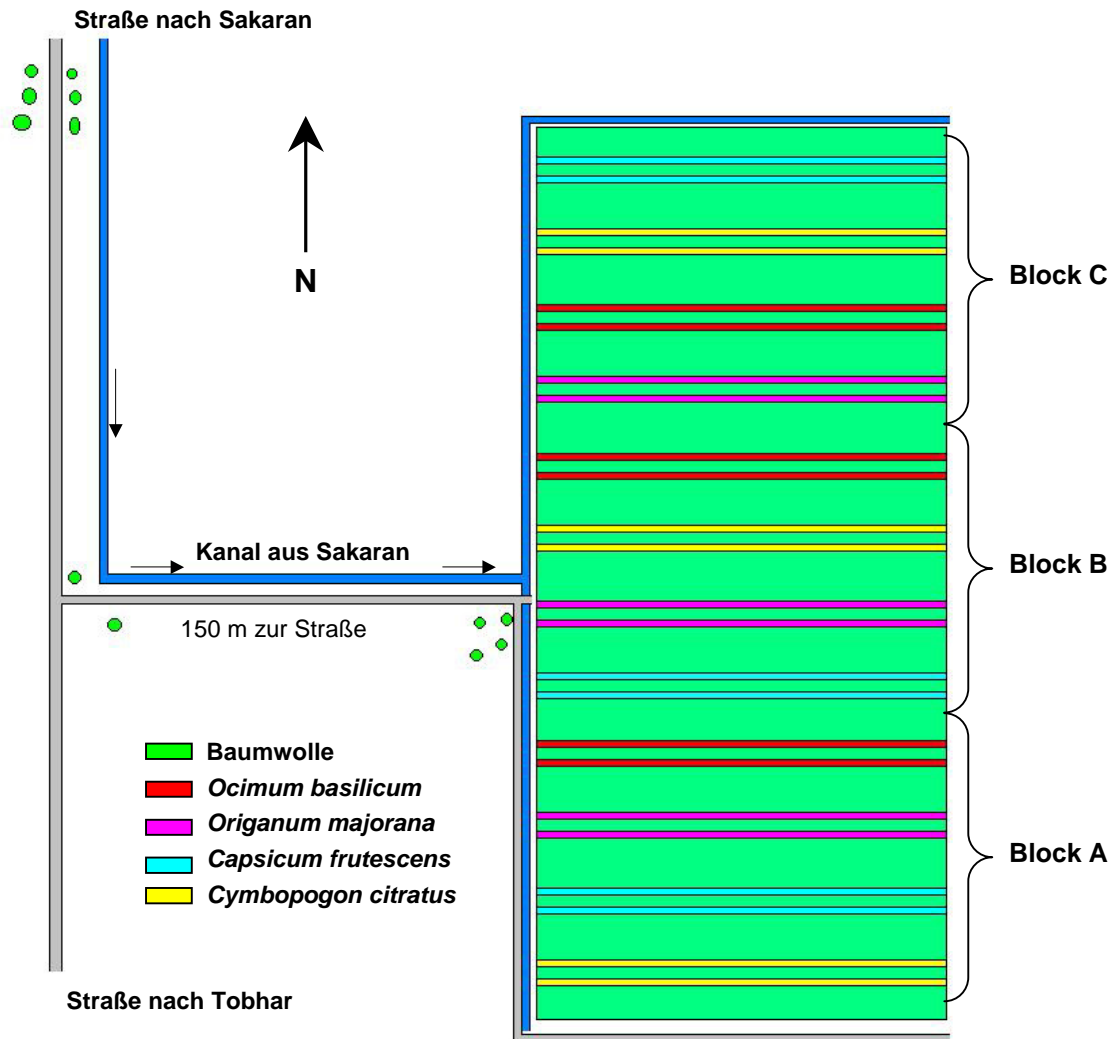 Straße nach Sakaran
N
Block C
Kanal aus Sakaran
Block B
150 m zur Straße
Baumwolle
Ocimum basilicum
Origanum majorana
Capsicum frutescens
Cymbopogon citratus
Block A
Straße nach Tobhar